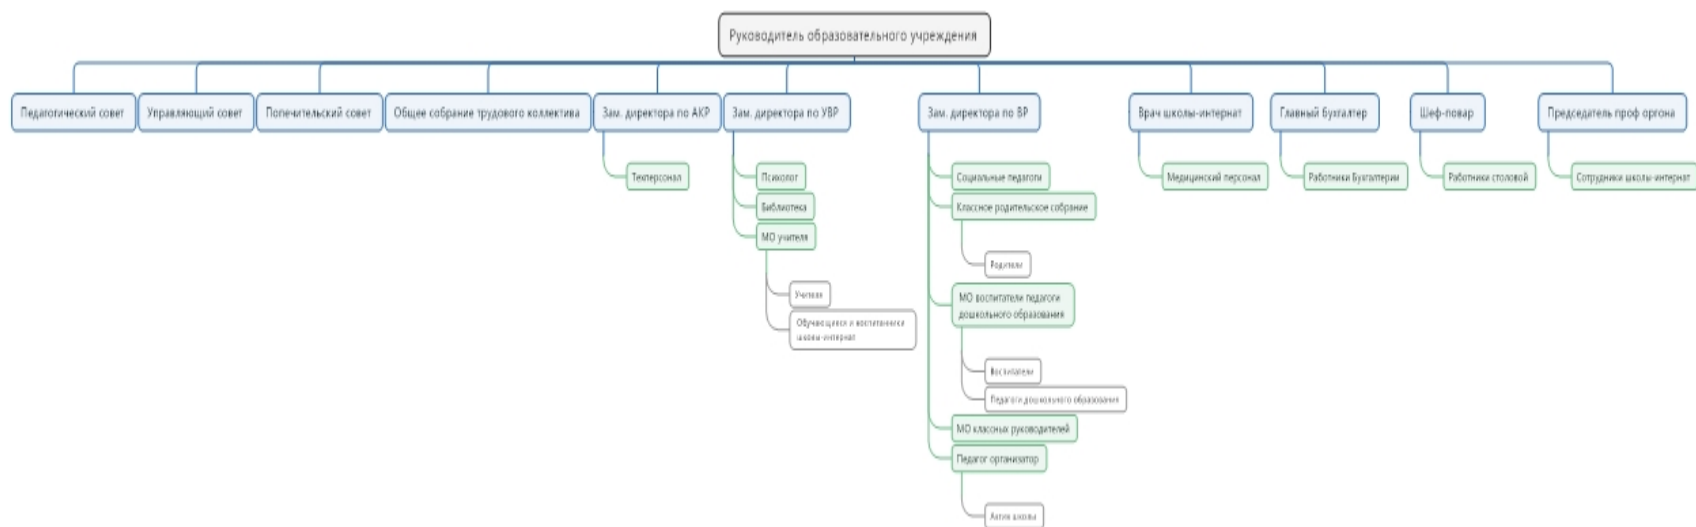 Руководитель образовательного учреждения
Педагогический совет
Управляющий совет
Попечительский совет
Общее собрание трудового коллектива
Зам. директора по АКР
Зам. директора по УВР
Зам. директора по ВР
Врач школы-интернат
Главный бухгалтер
Шеф-повар
Председатель проф оргона
Техперсонал
Психолог
Библиотека
МО учителя
Учителя
Обучающиеся и воспитанники
школы-интернат
Социальные педагоги
Классное родительское собрание
Родители
МО воспитатели педагоги
дошкольного образования
Воспитатели
Педагоги дошкольного образования
МО классных руководителей
Педагог организатор
Актив школы
Медицинский персонал
Работники Бухгалтерии
Работники столовой
Сотрудники школы-интернат